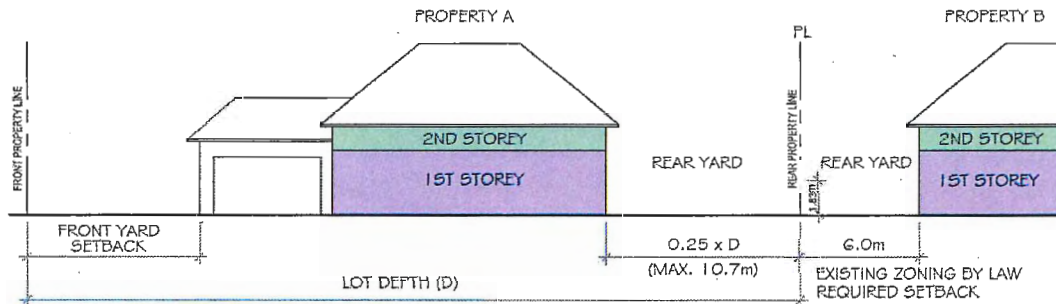 PROPERTY A
PROPERTY B
PL
FRONT PROPERTY LINE
REAR PROPERTY LINE
2ND STOREY
1ST STOREY
REAR YARD
REAR YARD
2ND STOREY
1ST STOREY
1.83m
FRONT YARD
SETBACK
0.25 x D
(MAX. 10.7m)
6.0m
LOT DEPTH (D)
EXISTING ZONING BY LAW
REQUIRED SETBACK